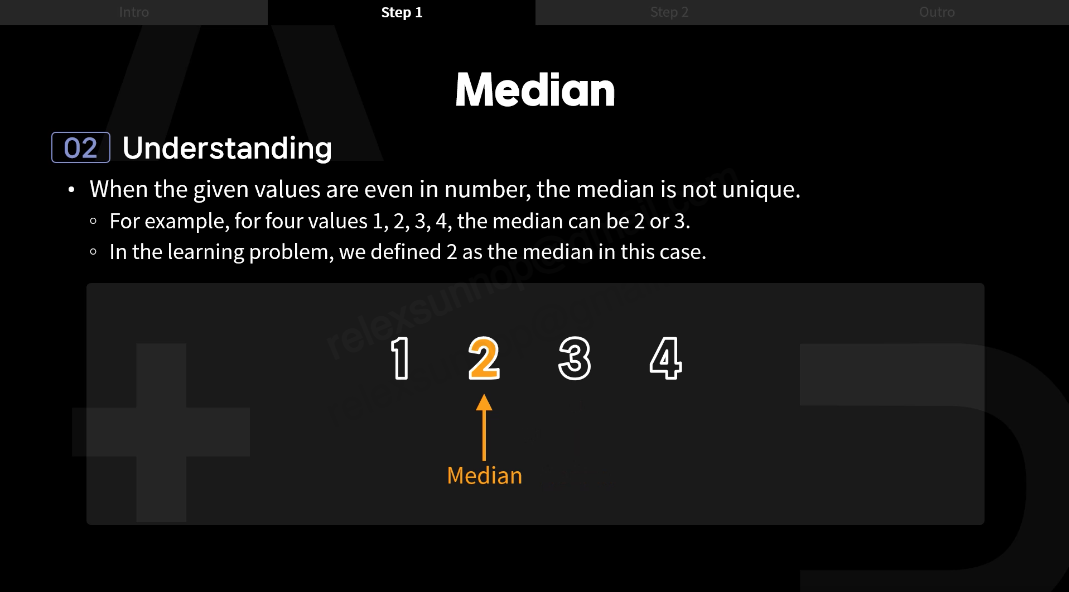 Intro
Step 1
Step 2
Outro
Median
02 Understanding
• When the given values are even in number, the median is not unique.
○ For example, for four values 1, 2, 3, 4, the median can be 2 or 3.
○ In the learning problem, we defined 2 as the median in this case.
1 2 3 4
Median